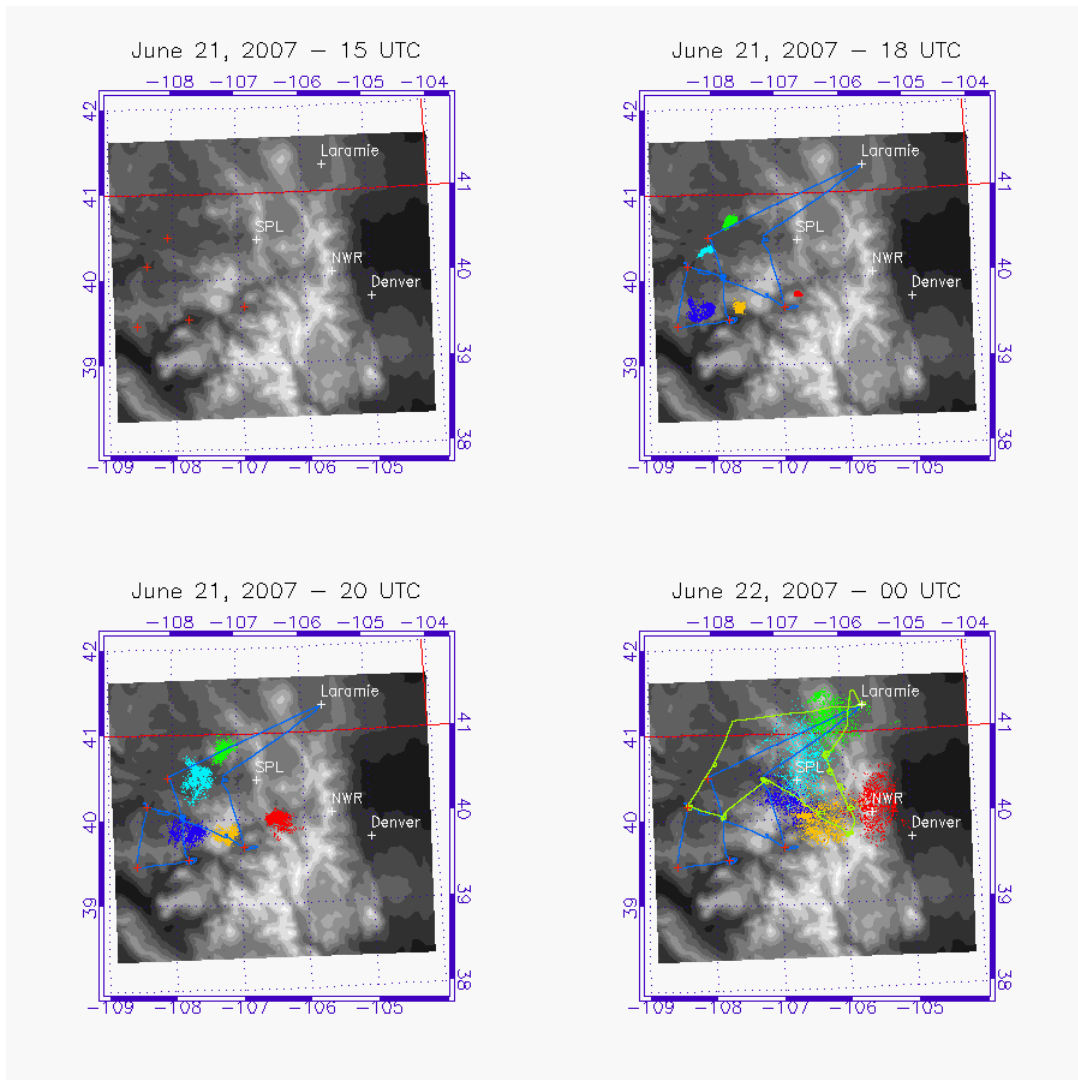 June 21, 2007 – 15 UTC
−108 −107 −106 −105 −104
42
Laramie
41
41
SPL
NWR
40
40
Denver
39
39
38
−109 −108 −107 −106 −105
June 21, 2007 – 18 UTC
−108 −107 −106 −105 −104
42
Laramie
41
41
SPL
NWR
40
40
Denver
39
39
38
−109 −108 −107 −106 −105
June 21, 2007 – 20 UTC
−108 −107 −106 −105 −104
42
Laramie
41
41
SPL
NWR
40
40
Denver
39
39
38
−109 −108 −107 −106 −105
June 22, 2007 – 00 UTC
−108 −107 −106 −105 −104
42
Laramie
41
41
SPL
NWR
40
40
Denver
39
39
38
−109 −108 −107 −106 −105